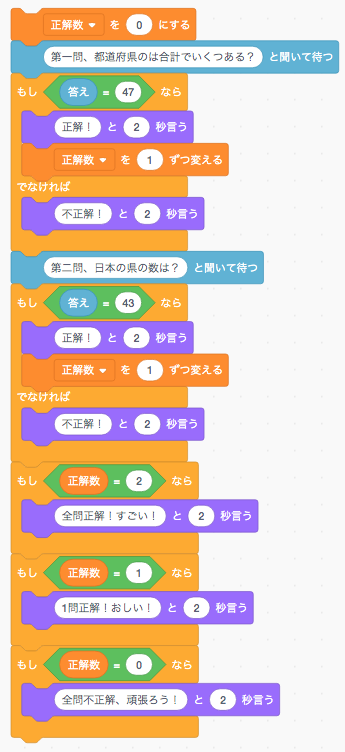 正解数 を 0 にする
第一問、都道府県のは合計でいくつある？ と聞いて待つ
もし 答え = 47 なら
正解！ と 2 秒言う
正解数 を 1 ずつ変える
でなければ
不正解！ と 2 秒言う
第二問、日本の県の数は？ と聞いて待つ
もし 答え = 43 なら
正解！ と 2 秒言う
正解数 を 1 ずつ変える
でなければ
不正解！ と 2 秒言う
もし 正解数 = 2 なら
全問正解！すごい！ と 2 秒言う
もし 正解数 = 1 なら
1問正解！おしい！ と 2 秒言う
もし 正解数 = 0 なら
全問不正解、頑張ろう！ と 2 秒言う